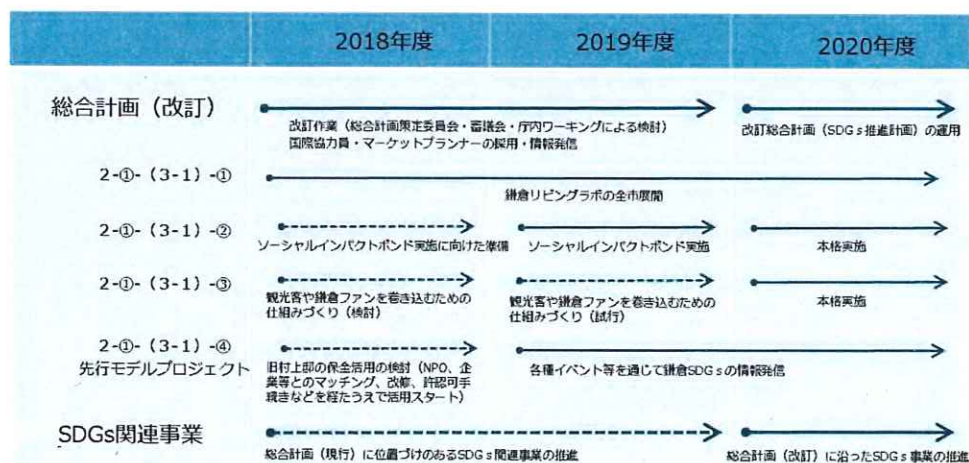 2018年度
2019年度
2020年度
総合計画（改訂）
改訂作業（総合計画策定委員会・審議会・庁内ワーキングによる検討）
国際協力員・マーケットプランナーの採用・情報発信
改訂総合計画（SDGｓ推進計画）の運用
2-①-（3-1）-①
鎌倉リビングラボの全市展開
2-①-（3-1）-②
ソーシャルインパクトボンド実施に向けた準備
ソーシャルインパクトボンド実施
本格実施
2-①-（3-1）-③
観光客や鎌倉ファンを巻き込むための
仕組みづくり（検討）
観光客や鎌倉ファンを巻き込むための
仕組みづくり（試行）
本格実施
2-①-（3-1）-④
先行モデルプロジェクト
旧村上邸の保全活用の検討（NPO、企
業等とのマッチング、改修、許認可手
続きなどを経たうえで活用スタート）
各種イベント等を通じて鎌倉SDGｓの情報発信
SDGs関連事業
総合計画（現行）に位置づけのあるSDGｓ関連事業の推進
総合計画（改訂）に沿ったSDGｓ事業の推進